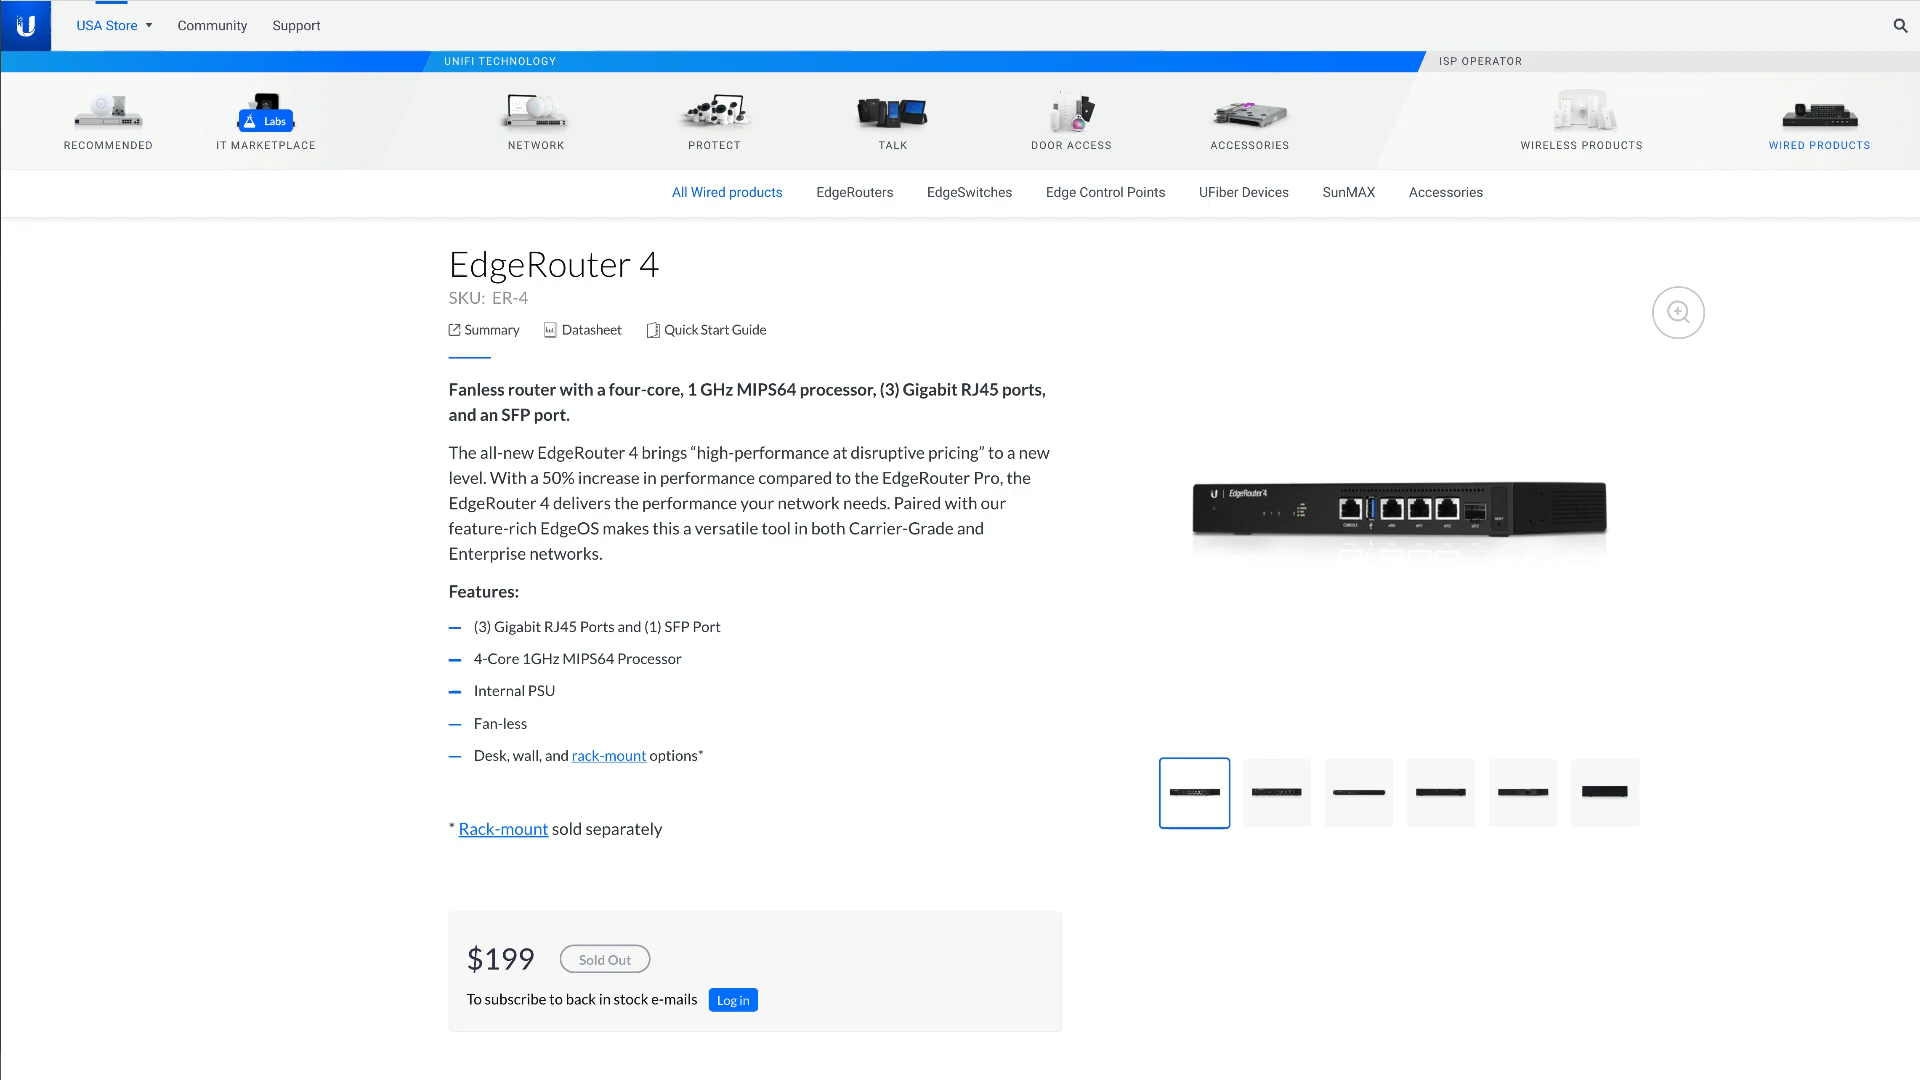 USA Store
Community
Support
UNIFI TECHNOLOGY
ISP OPERATOR
Labs
RECOMMENDED
IT MARKETPLACE
NETWORK
PROTECT
TALK
DOOR ACCESS
ACCESSORIES
WIRELESS PRODUCTS
WIRED PRODUCTS
All Wired products
EdgeRouters
EdgeSwitches
Edge Control Points
UFiber Devices
SunMAX
Accessories
EdgeRouter 4
SKU: ER-4
Summary
Datasheet
Quick Start Guide
Fanless router with a four-core, 1 GHz MIPS64 processor, (3) Gigabit RJ45 ports,
and an SFP port.
The all-new EdgeRouter 4 brings “high-performance at disruptive pricing” to a new
level. With a 50% increase in performance compared to the EdgeRouter Pro, the
EdgeRouter 4 delivers the performance your network needs. Paired with our
feature-rich EdgeOS makes this a versatile tool in both Carrier-Grade and
Enterprise networks.
Features:
(3) Gigabit RJ45 Ports and (1) SFP Port
4-Core 1GHz MIPS64 Processor
Internal PSU
Fan-less
Desk, wall, and rack-mount options*
* Rack-mount sold separately
EdgeRouter 4
$199
Sold Out
To subscribe to back in stock e-mails
Log in